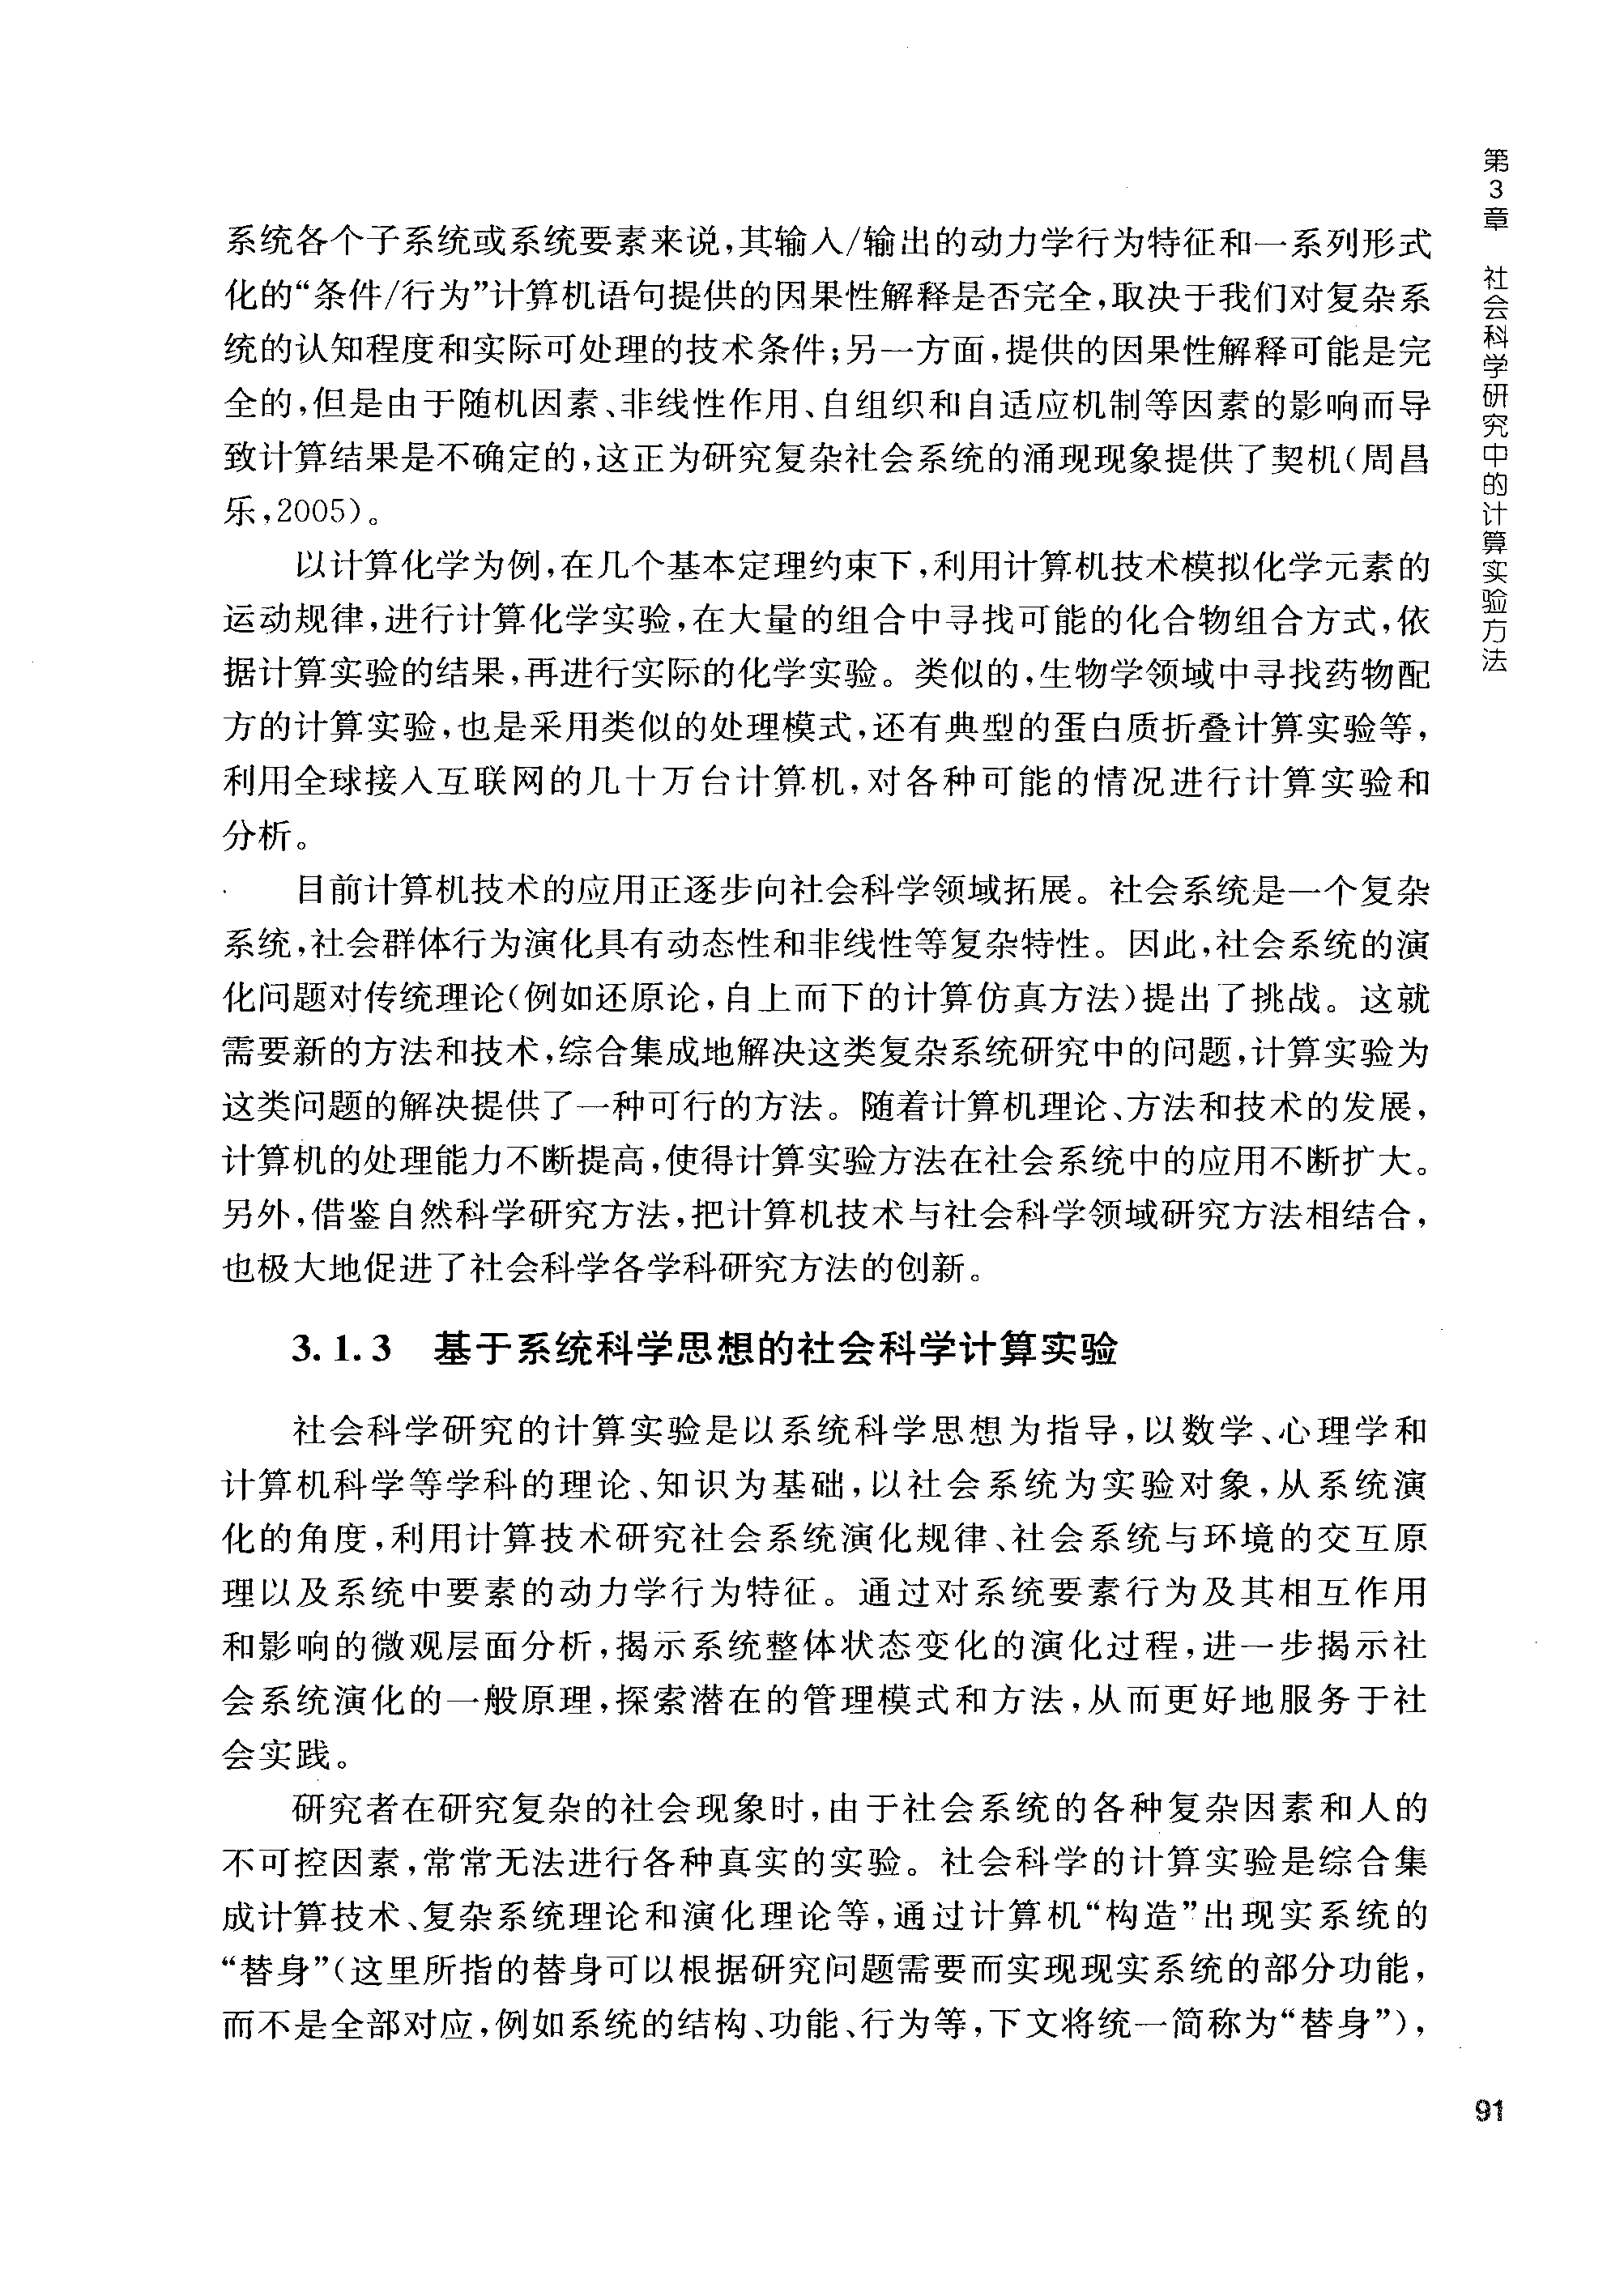 第3章 社会科学研究中的计算实验方法
系统各个子系统或系统要素来说,其输入/输出的动力学行为特征和一系列形式
化的“条件/行为”计算机语句提供的因果性解释是否完全,取决于我们对复杂系
统的认知程度和实际可处理的技术条件;另一方面,提供的因果性解释可能是完
全的,但是由于随机因素、非线性作用、自组织和自适应机制等因素的影响而导
致计算结果是不确定的,这正为研究复杂社会系统的涌现现象提供了契机(周昌
乐,2005)。
以计算化学为例,在几个基本定理约束下,利用计算机技术模拟化学元素的
运动规律,进行计算化学实验,在大量的组合中寻找可能的化合物组合方式,依
据计算实验的结果,再进行实际的化学实验。类似的,生物学领域中寻找药物配
方的计算实验,也是采用类似的处理模式,还有典型的蛋白质折叠计算实验等,
利用全球接入互联网的几十万台计算机,对各种可能的情况进行计算实验和
分析。
目前计算机技术的应用正逐步向社会科学领域拓展。社会系统是一个复杂
系统,社会群体行为演化具有动态性和非线性等复杂特性。因此,社会系统的演
化问题对传统理论(例如还原论,自上而下的计算仿真方法)提出了挑战。这就
需要新的方法和技术,综合集成地解决这类复杂系统研究中的问题,计算实验为
这类问题的解决提供了一种可行的方法。随着计算机理论、方法和技术的发展,
计算机的处理能力不断提高,使得计算实验方法在社会系统中的应用不断扩大。
另外,借鉴自然科学研究方法,把计算机技术与社会科学领域研究方法相结合,
也极大地促进了社会科学各学科研究方法的创新。
3.1.3 基于系统科学思想的社会科学计算实验
社会科学研究的计算实验是以系统科学思想为指导,以数学、心理学和
计算机科学等学科的理论、知识为基础,以社会系统为实验对象,从系统演
化的角度,利用计算技术研究社会系统演化规律、社会系统与环境的交互原
理以及系统中要素的动力学行为特征。通过对系统要素行为及其相互作用
和影响的微观层面分析,揭示系统整体状态变化的演化过程,进一步揭示社
会系统演化的一般原理,探索潜在的管理模式和方法,从而更好地服务于社
会实践。
研究者在研究复杂的社会现象时,由于社会系统的各种复杂因素和人的
不可控因素,常常无法进行各种真实的实验。社会科学的计算实验是综合集
成计算技术、复杂系统理论和演化理论等,通过计算机“构造”出现实系统的
“替身”(这里所指的替身可以根据研究问题需要而实现现实系统的部分功能,
而不是全部对应,例如系统的结构、功能、行为等,下文将统一简称为“替身”),
91